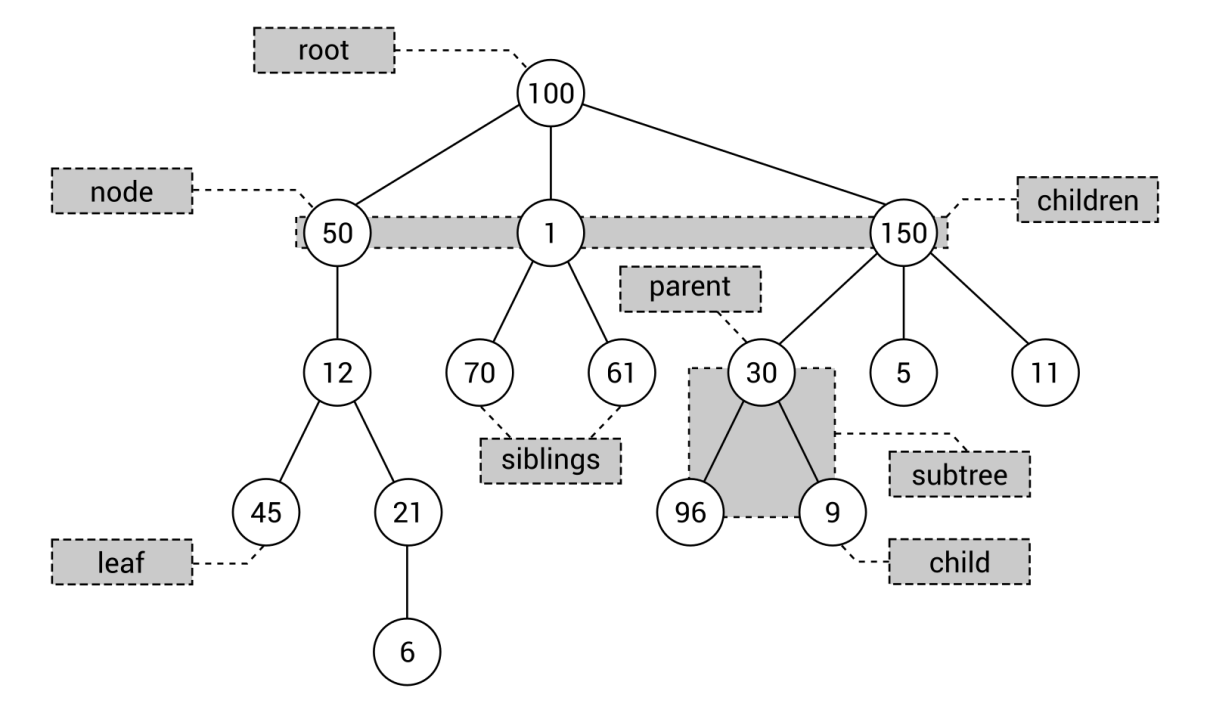 root
100
node
children
50
1
150
parent
12
70
61
30
5
11
siblings
subtree
45
21
96
9
leaf
child
6